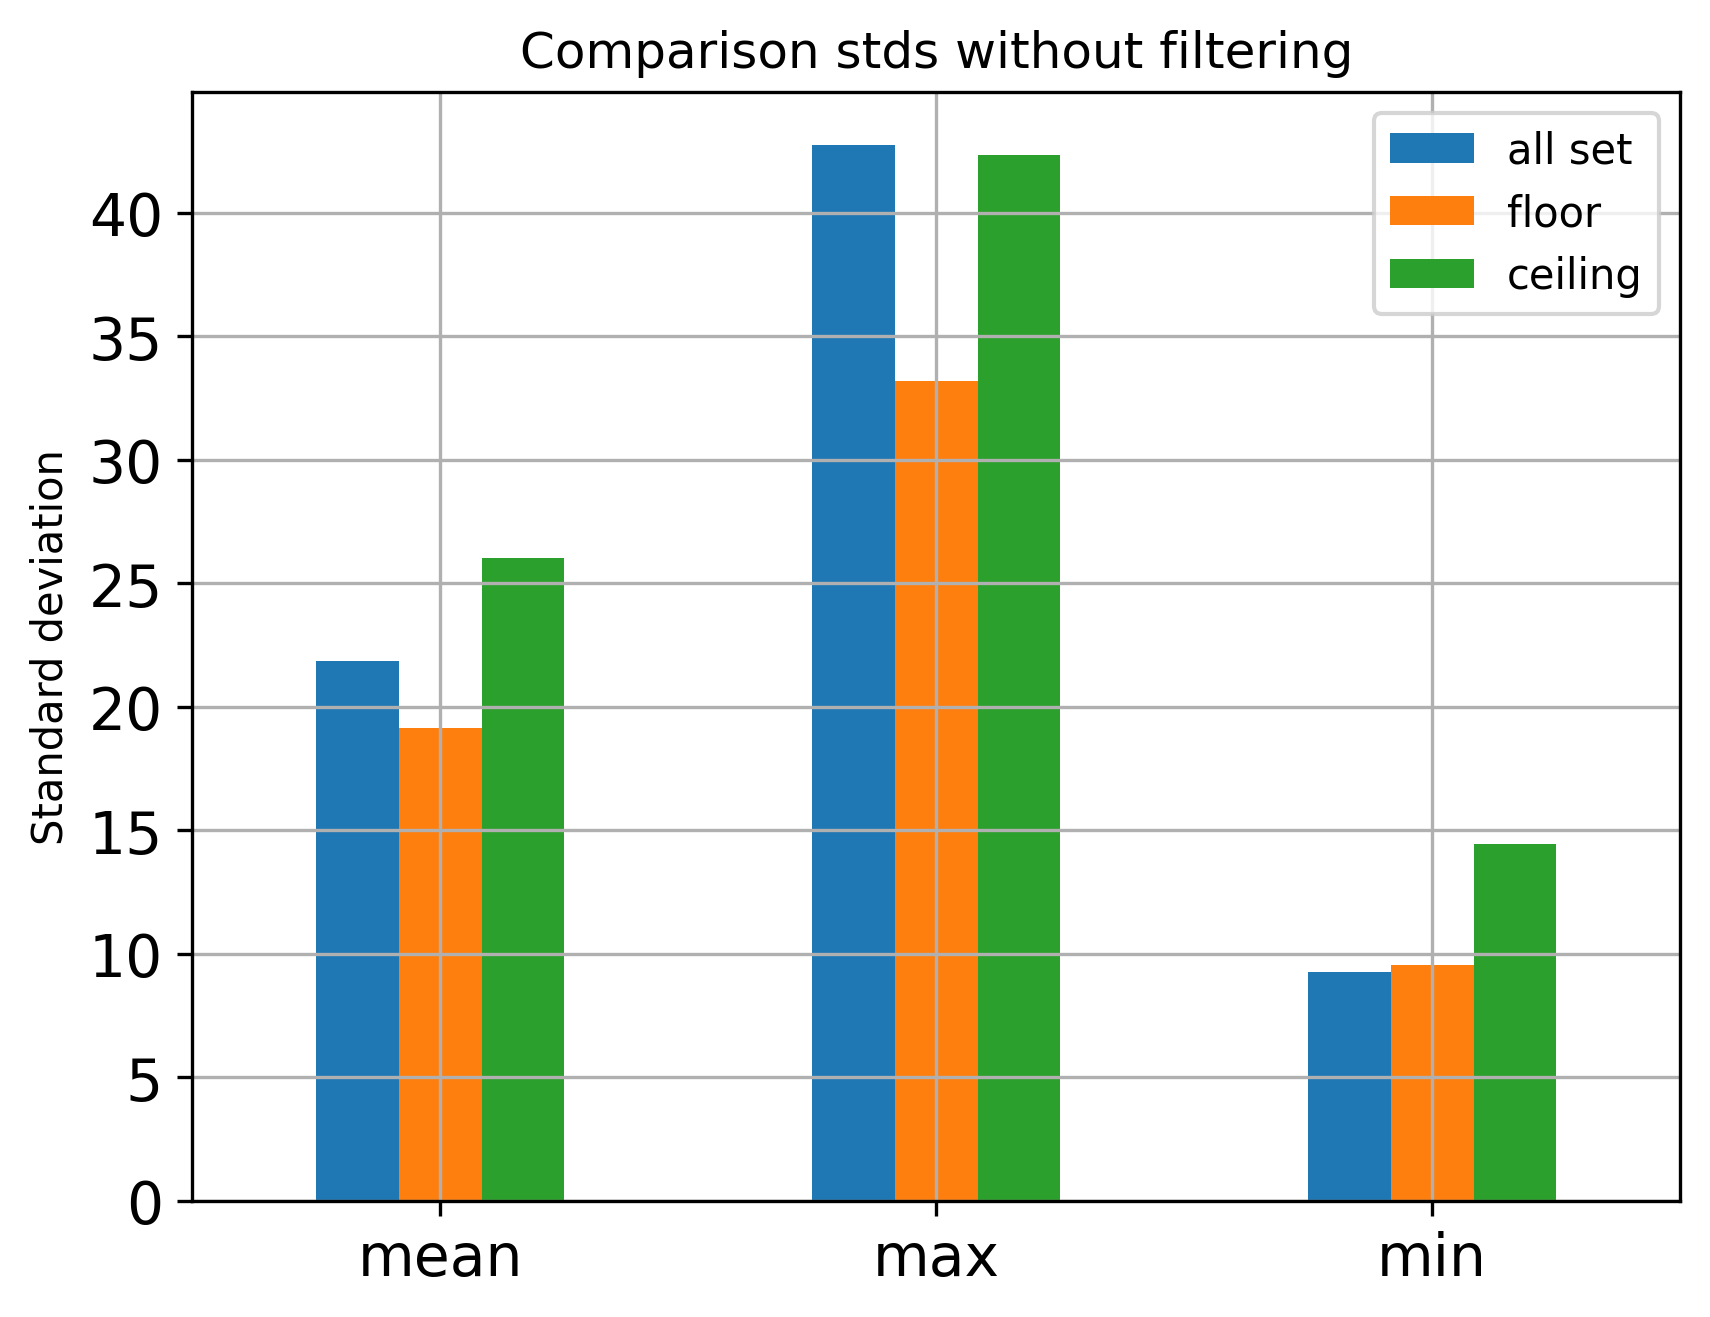 Comparison stds without filtering
all set
floor
ceiling
Standard deviation
40
35
30
25
20
15
10
5
0
mean
max
min